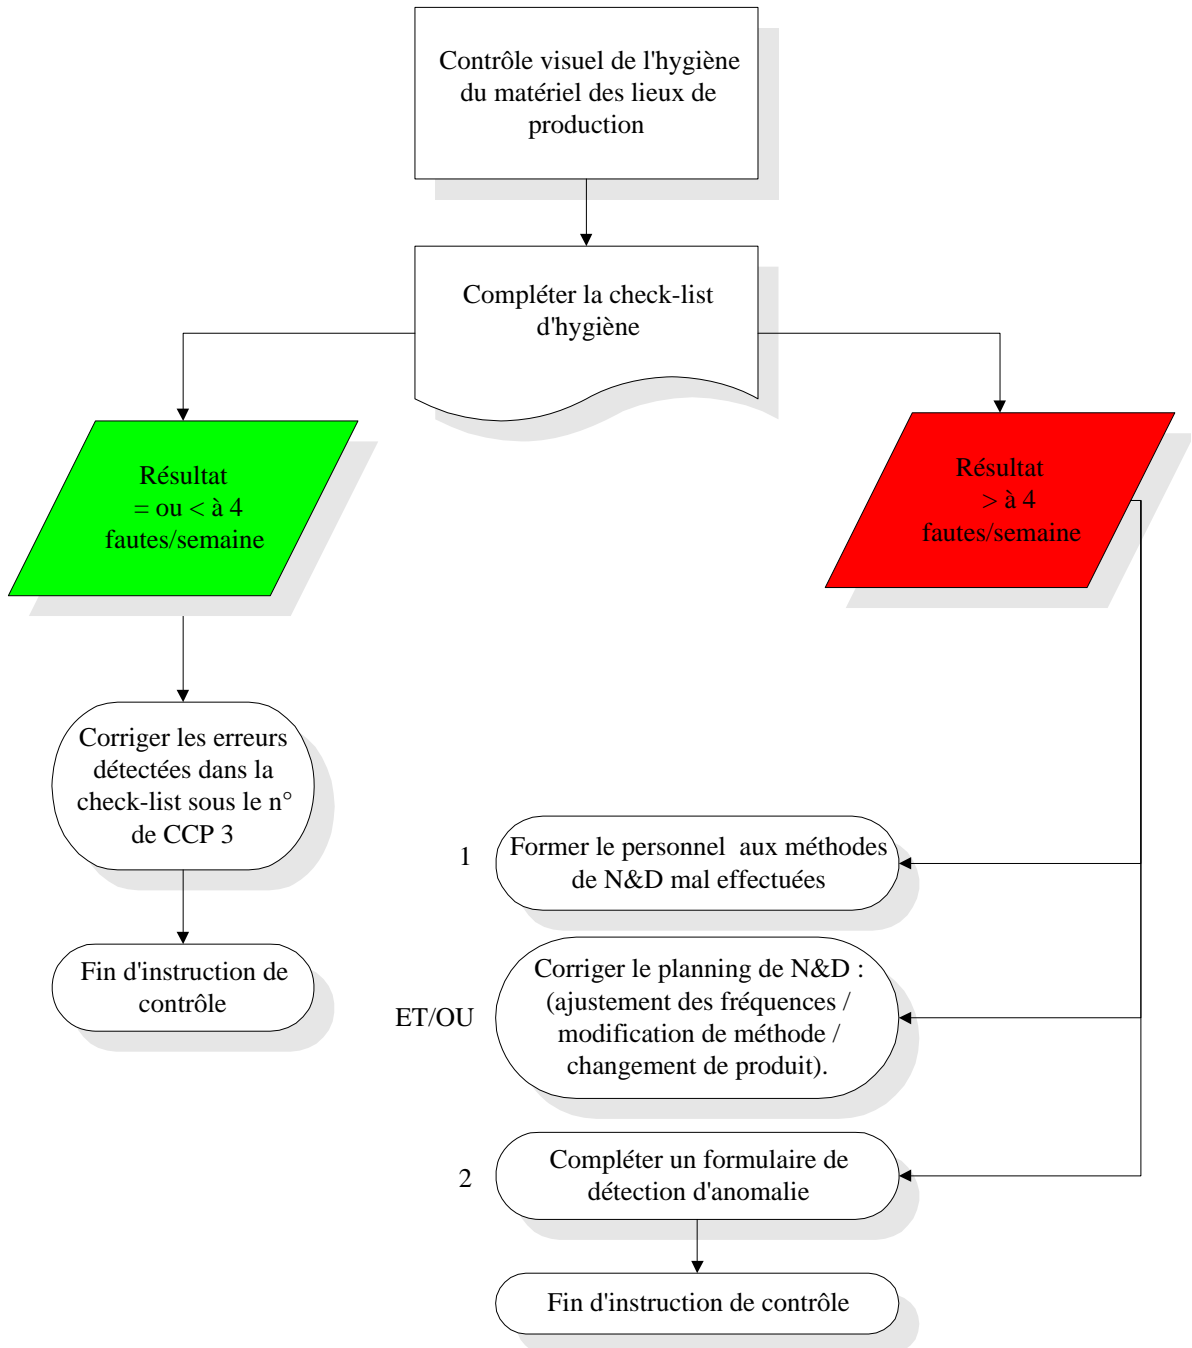 Contrôle visuel de l'hygiène
du matériel des lieux de
production
Compléter la check-list
d'hygiène
Résultat
= ou < à 4
fautes/semaine
Résultat
> à 4
fautes/semaine
Corriger les erreurs
détectées dans la
check-list sous le n°
de CCP 3
Fin d'instruction de
contrôle
1
Former le personnel  aux méthodes
de N&D mal effectuées
ET/OU
Corriger le planning de N&D :
(ajustement des fréquences /
modification de méthode /
changement de produit).
2
Compléter un formulaire de
détection d'anomalie
Fin d'instruction de contrôle